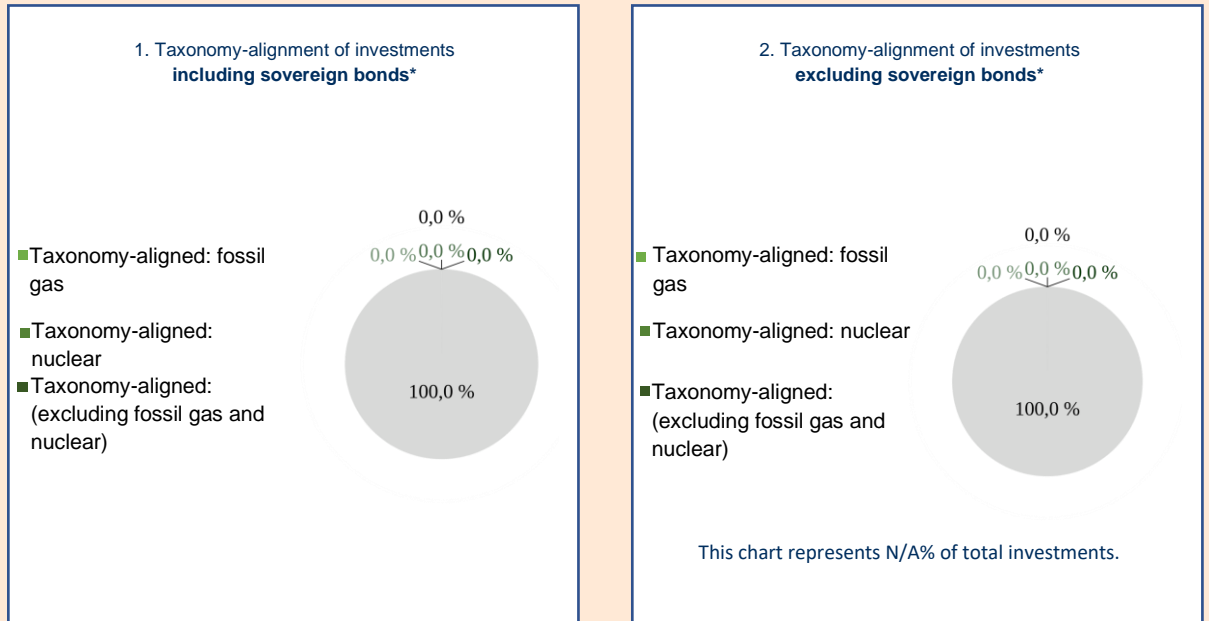 1. Taxonomy-alignment of investments
including sovereign bonds*
0,0 %
0,0 % 0,0 % 0,0 %
Taxonomy-aligned: fossil
gas
Taxonomy-aligned:
nuclear
Taxonomy-aligned:
(excluding fossil gas and
nuclear)
100,0 %
2. Taxonomy-alignment of investments
excluding sovereign bonds*
0,0 %
0,0 % 0,0 % 0,0 %
Taxonomy-aligned: fossil
gas
Taxonomy-aligned: nuclear
Taxonomy-aligned:
(excluding fossil gas and
nuclear)
100,0 %
This chart represents N/A% of total investments.